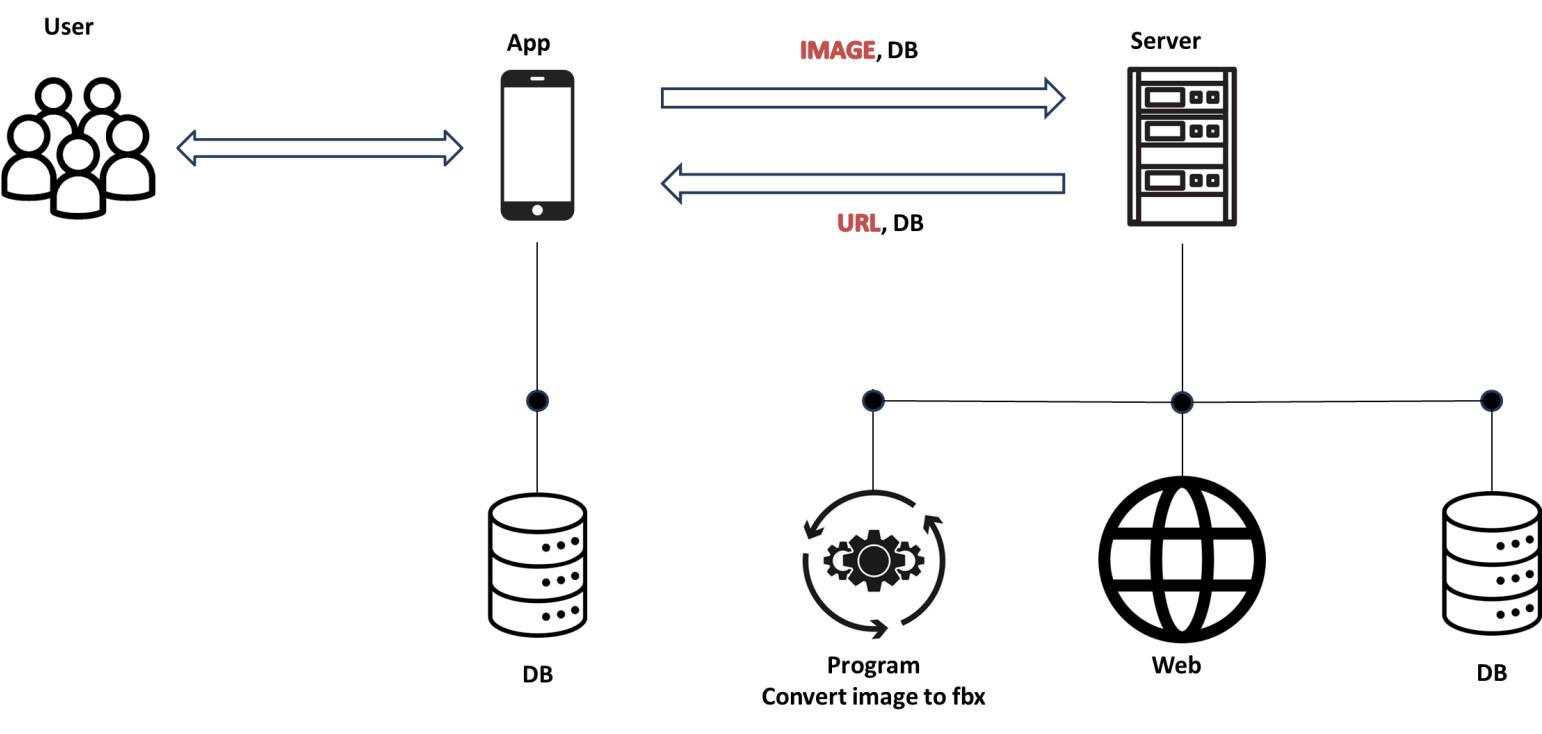 User
App
IMAGE, DB
Server
URL, DB
DB
Program
Convert image to fbx
Web
DB